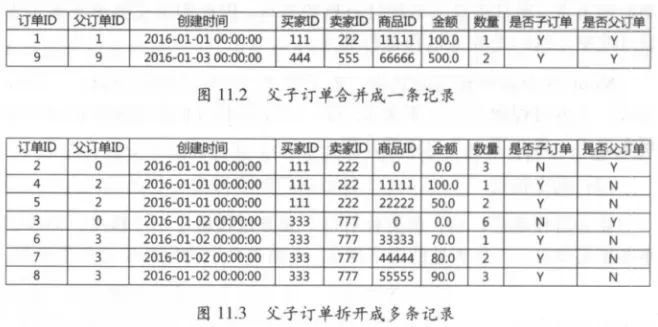 订单ID 父订单ID 创建时间 买家ID 卖家ID 商品ID 金额 数量 是否子订单 是否父订单
1 1 2016-01-01 00:00:00 111 222 11111 100.0 1 Y Y
9 9 2016-01-03 00:00:00 444 555 66666 500.0 2 Y Y
图 11.2 父子订单合并成一条记录
订单ID 父订单ID 创建时间 买家ID 卖家ID 商品ID 金额 数量 是否子订单 是否父订单
2 0 2016-01-01 00:00:00 111 222 0 0.0 3 N Y
4 2 2016-01-01 00:00:00 111 222 11111 100.0 1 Y N
5 2 2016-01-01 00:00:00 111 222 22222 50.0 2 Y N
3 0 2016-01-02 00:00:00 333 777 0 0.0 6 N Y
6 3 2016-01-02 00:00:00 333 777 33333 70.0 1 Y N
7 3 2016-01-02 00:00:00 333 777 44444 80.0 2 Y N
8 3 2016-01-02 00:00:00 333 777 55555 90.0 3 Y N
图 11.3 父子订单拆开成多条记录